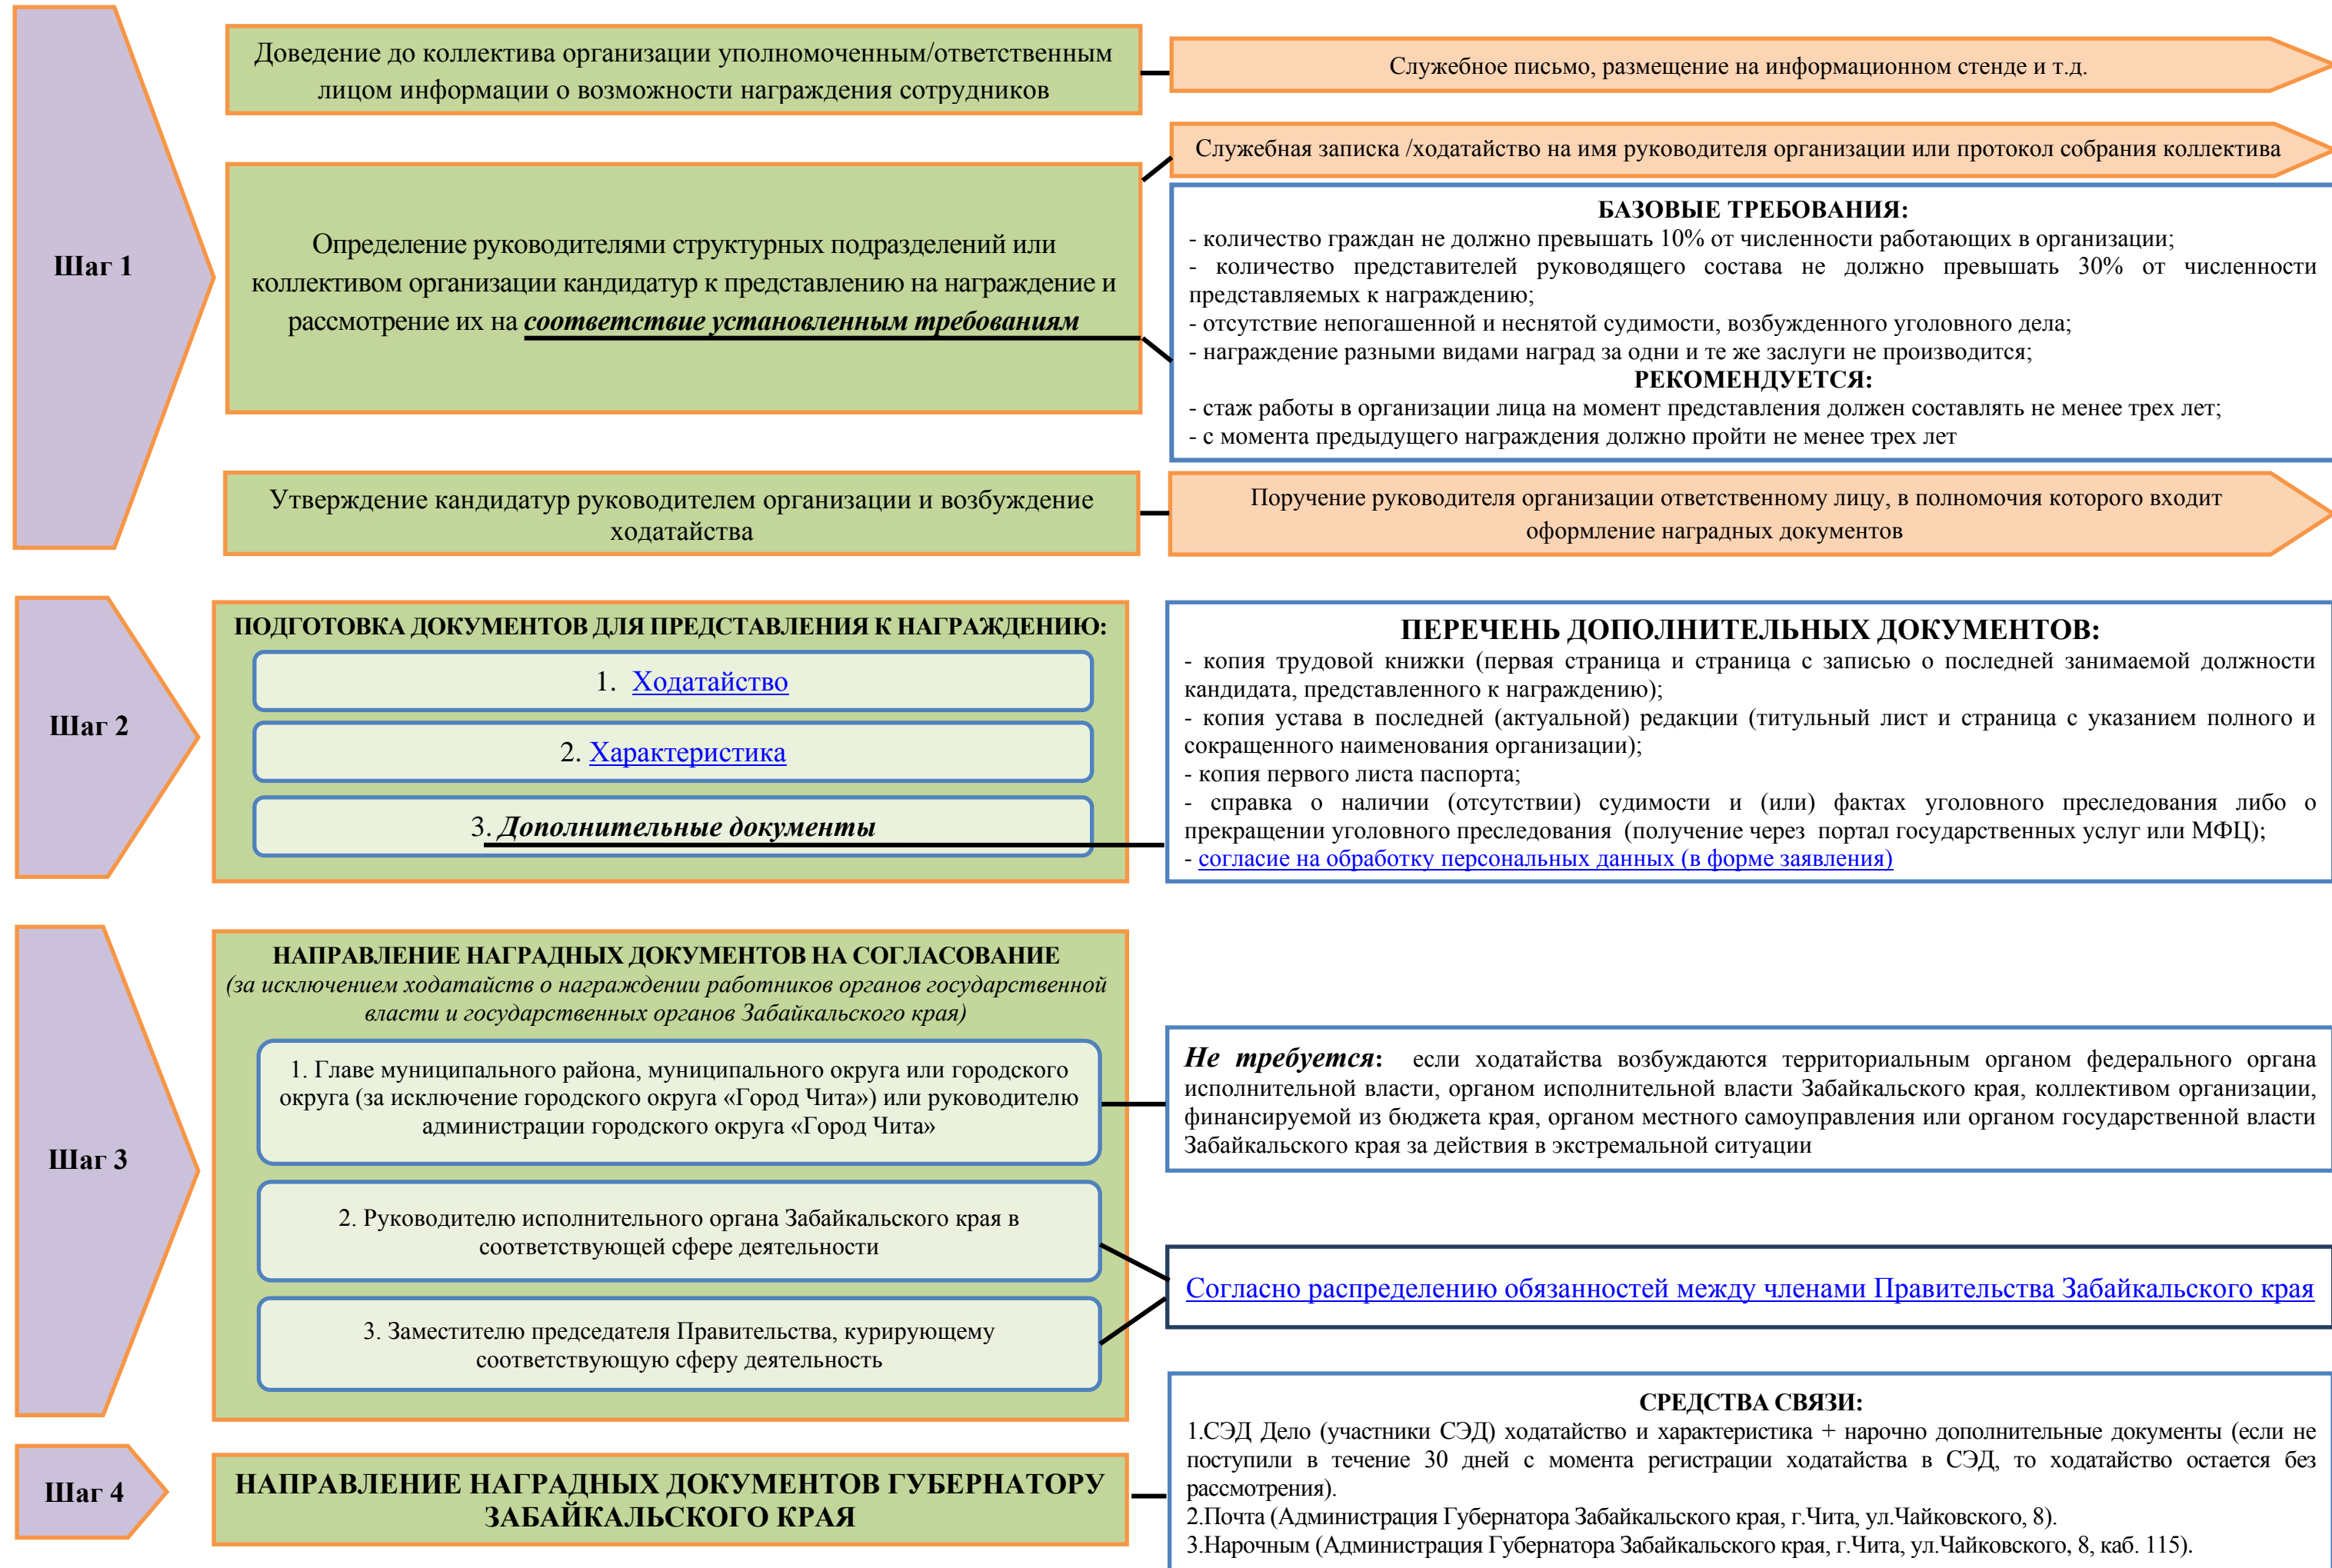 Шаг 1
Доведение до коллектива организации уполномоченным/ответственным
лицом информации о возможности награждения сотрудников
Служебное письмо, размещение на информационном стенде и т.д.
Определение руководителями структурных подразделений или
коллективом организации кандидатур к представлению на награждение и
рассмотрение их на соответствие установленным требованиям
Служебная записка /ходатайство на имя руководителя организации или протокол собрания коллектива
БАЗОВЫЕ ТРЕБОВАНИЯ:
- количество граждан не должно превышать 10% от численности работающих в организации;
- количество представителей руководящего состава не должно превышать 30% от численности
представляемых к награждению;
- отсутствие непогашенной и неснятой судимости, возбужденного уголовного дела;
- награждение разными видами наград за одни и те же заслуги не производится;
РЕКОМЕНДУЕТСЯ:
- стаж работы в организации лица на момент представления должен составлять не менее трех лет;
- с момента предыдущего награждения должно пройти не менее трех лет
Утверждение кандидатур руководителем организации и возбуждение
ходатайства
Поручение руководителя организации ответственному лицу, в полномочия которого входит
оформление наградных документов
Шаг 2
ПОДГОТОВКА ДОКУМЕНТОВ ДЛЯ ПРЕДСТАВЛЕНИЯ К НАГРАЖДЕНИЮ:
1. Ходатайство
2. Характеристика
3. Дополнительные документы
ПЕРЕЧЕНЬ ДОПОЛНИТЕЛЬНЫХ ДОКУМЕНТОВ:
- копия трудовой книжки (первая страница и страница с записью о последней занимаемой должности
кандидата, представленного к награждению);
- копия устава в последней (актуальной) редакции (титульный лист и страница с указанием полного и
сокращенного наименования организации);
- копия первого листа паспорта;
- справка о наличии (отсутствии) судимости и (или) фактах уголовного преследования либо о
прекращении уголовного преследования (получение через портал государственных услуг или МФЦ);
- согласие на обработку персональных данных (в форме заявления)
Шаг 3
НАПРАВЛЕНИЕ НАГРАДНЫХ ДОКУМЕНТОВ НА СОГЛАСОВАНИЕ
(за исключением ходатайств о награждении работников органов государственной
власти и государственных органов Забайкальского края)
1. Главе муниципального района, муниципального округа или городского
округа (за исключение городского округа «Город Чита») или руководителю
администрации городского округа «Город Чита»
Не требуется: если ходатайства возбуждаются территориальным органом федерального органа
исполнительной власти, органом исполнительной власти Забайкальского края, коллективом организации,
финансируемой из бюджета края, органом местного самоуправления или органом государственной власти
Забайкальского края за действия в экстремальной ситуации
2. Руководителю исполнительного органа Забайкальского края в
соответствующей сфере деятельности
3. Заместителю председателя Правительства, курирующему
соответствующую сферу деятельность
Согласно распределению обязанностей между членами Правительства Забайкальского края
Шаг 4
НАПРАВЛЕНИЕ НАГРАДНЫХ ДОКУМЕНТОВ ГУБЕРНАТОРУ
ЗАБАЙКАЛЬСКОГО КРАЯ
СРЕДСТВА СВЯЗИ:
1.СЭД Дело (участники СЭД) ходатайство и характеристика + нарочно дополнительные документы (если не
поступили в течение 30 дней с момента регистрации ходатайства в СЭД, то ходатайство остается без
рассмотрения).
2.Почта (Администрация Губернатора Забайкальского края, г.Чита, ул.Чайковского, 8).
3.Нарочным (Администрация Губернатора Забайкальского края, г.Чита, ул.Чайковского, 8, каб. 115).